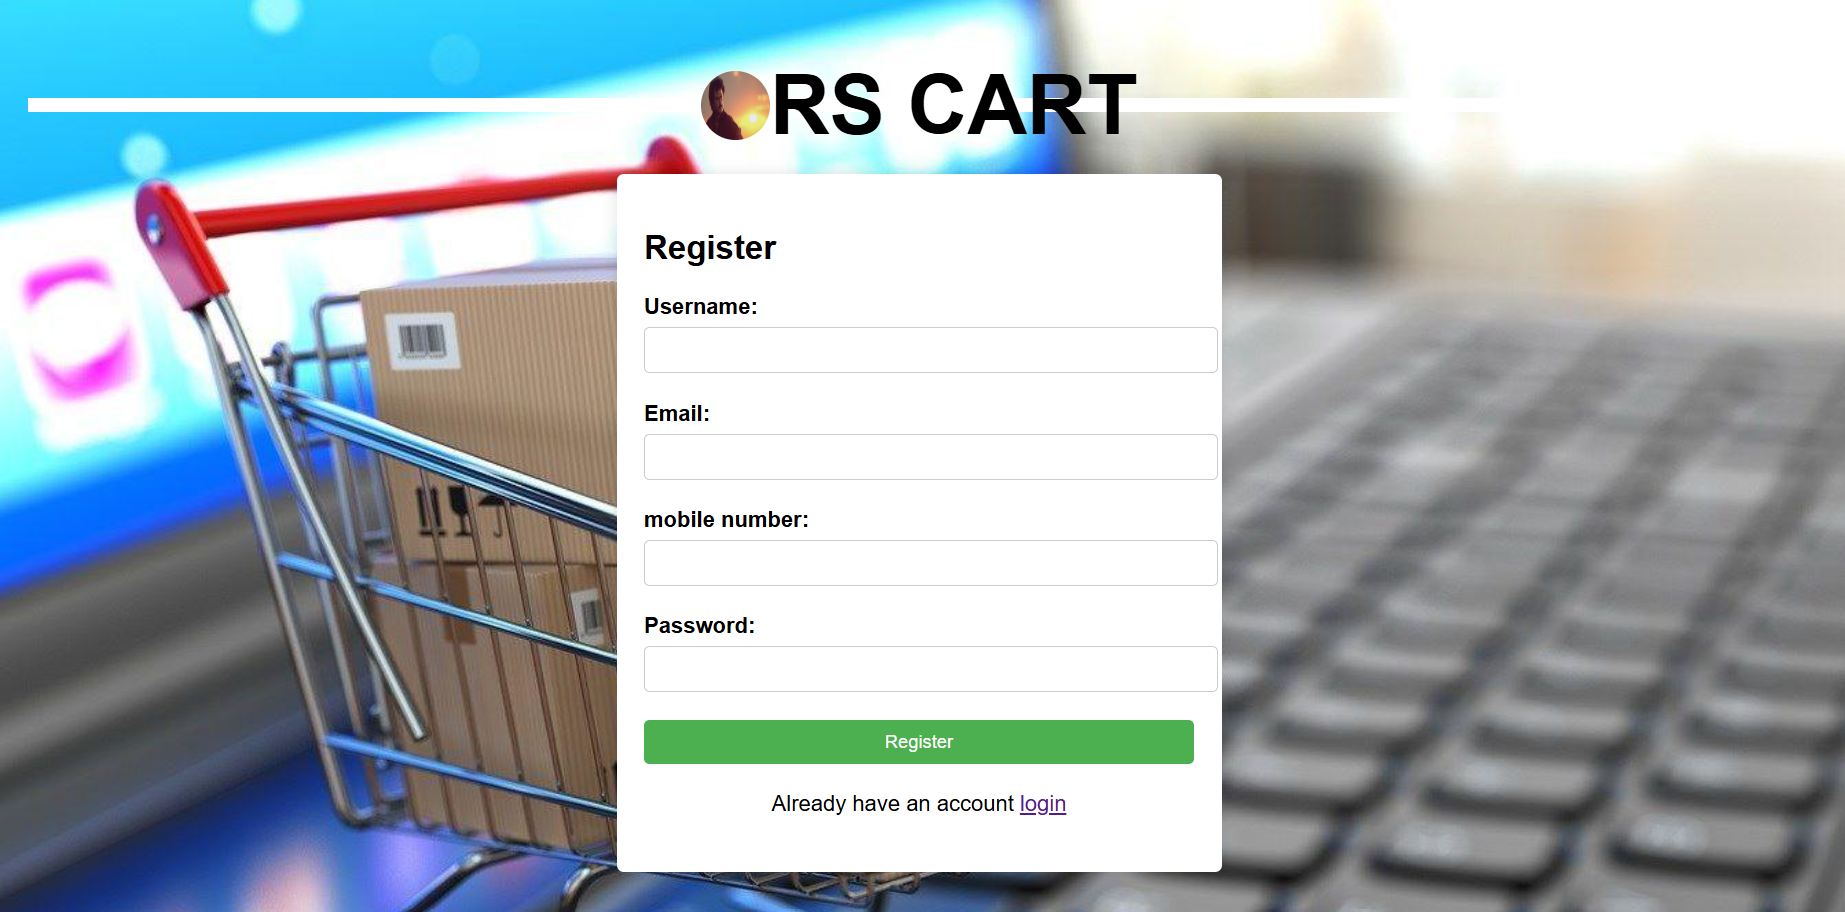 RS CART
Register
Username:
Email:
mobile number:
Password:
Register
Already have an account login